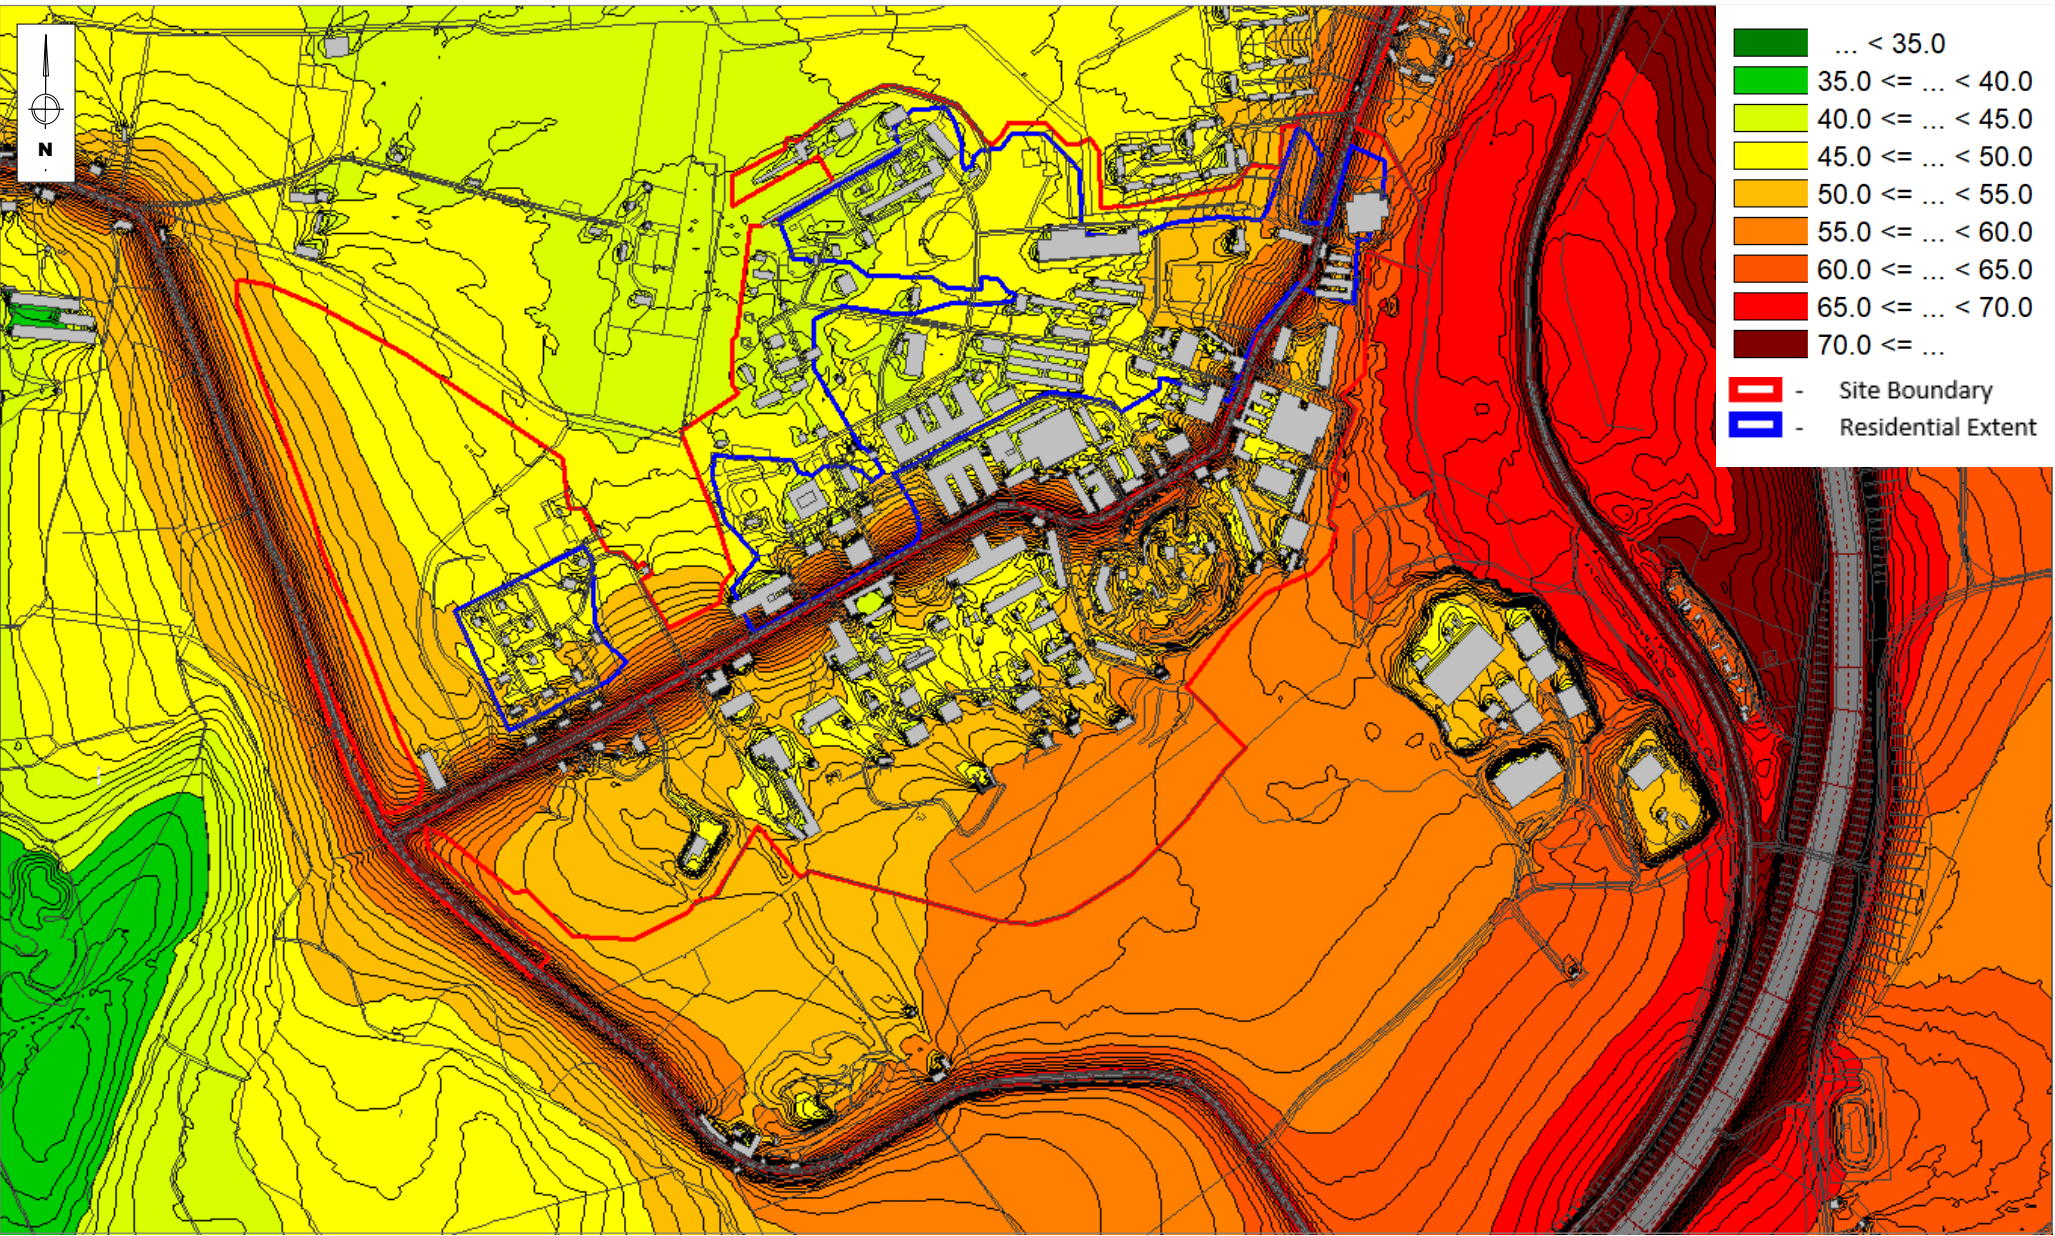 N
... < 35.0
35.0 <= ... < 40.0
40.0 <= ... < 45.0
45.0 <= ... < 50.0
50.0 <= ... < 55.0
55.0 <= ... < 60.0
60.0 <= ... < 65.0
65.0 <= ... < 70.0
70.0 <= ...
- Site Boundary
- Residential Extent